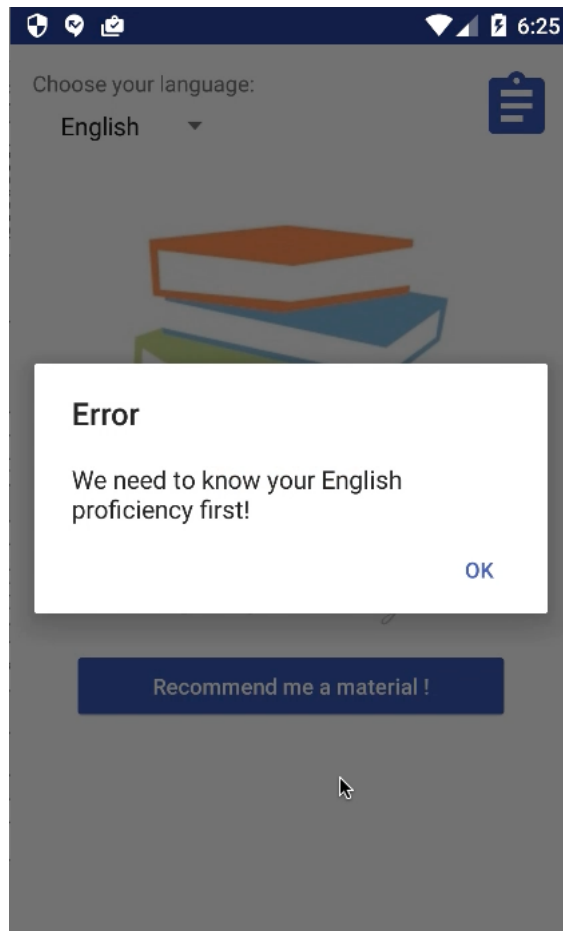 6:25
Choose your language:
English
Error
We need to know your English
proficiency first!
OK
Recommend me a material !